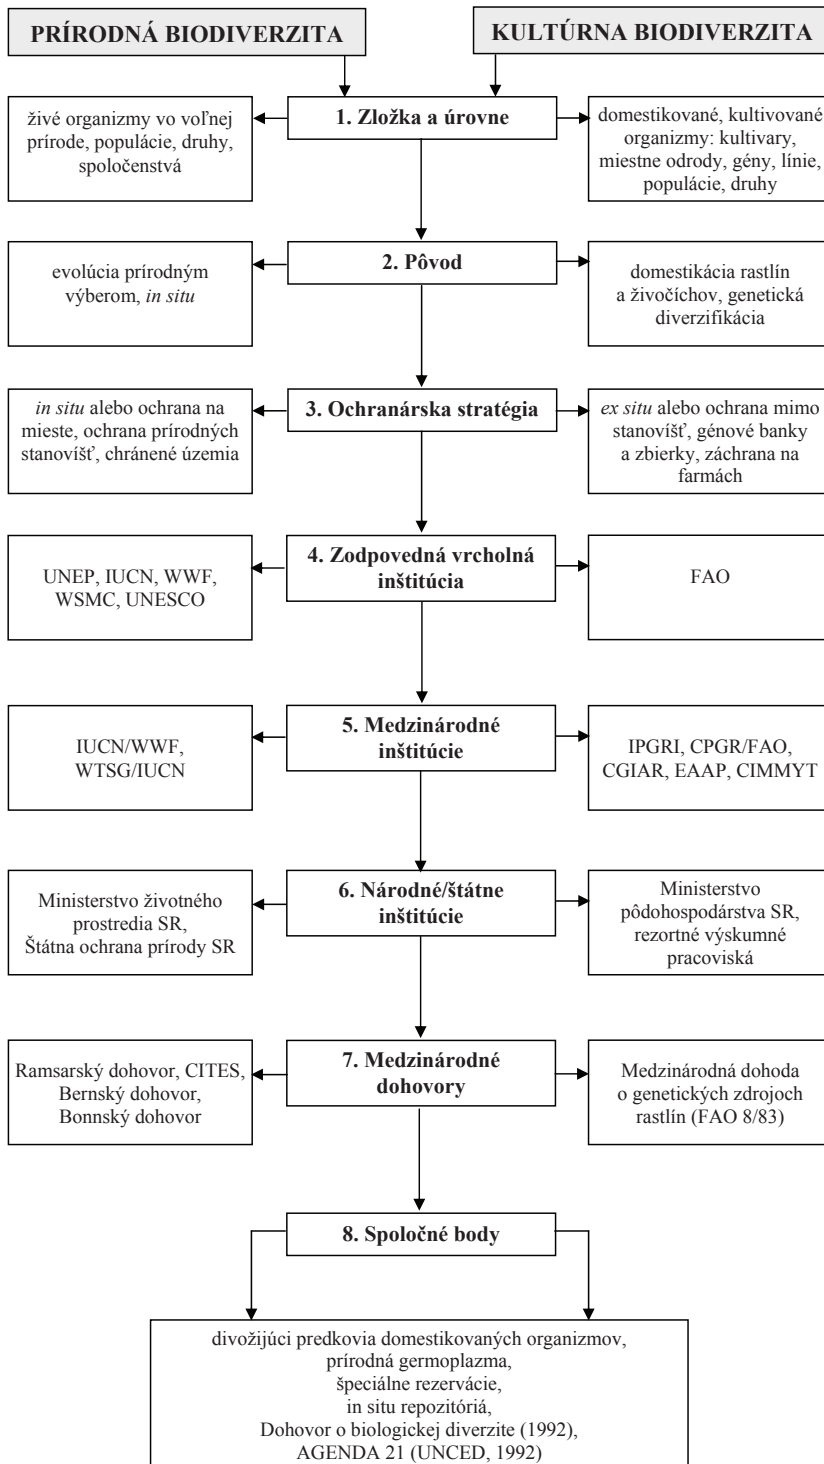 PRÍRODNÁ BIODIVERZITA
KULTÚRNA BIODIVERZITA
živé organizmy vo voľnej
prírode, populácie, druhy,
spoločenstvá
1. Zložka a úrovne
domestikované, kultivované
organizmy: kultivary,
miestne odrody, gény, línie,
populácie, druhy
evolúcia prírodným
výberom, in situ
2. Pôvod
domestikácia rastlín
a živočíchov, genetická
diverzifikácia
in situ alebo ochrana na
mieste, ochrana prírodných
stanovíšť, chránené územia
3. Ochranárska stratégia
ex situ alebo ochrana mimo
stanovíšť, génové banky
a zbierky, záchrana na
farmách
UNEP, IUCN, WWF,
WSMC, UNESCO
4. Zodpovedná vrcholná
inštitúcia
FAO
IUCN/WWF,
WTSG/IUCN
5. Medzinárodné
inštitúcie
IPGRI, CPGR/FAO,
CGIAR, EAAP, CIMMYT
Ministerstvo životného
prostredia SR,
Štátna ochrana prírody SR
6. Národné/štátne
inštitúcie
Ministerstvo
pôdohospodárstva SR,
rezortné výskumné
pracoviská
Ramsarský dohovor, CITES,
Bernský dohovor,
Bonnský dohovor
7. Medzinárodné
dohovory
Medzinárodná dohoda
o genetických zdrojoch
rastlín (FAO 8/83)
8. Spoločné body
divožijúci predkovia domestikovaných organizmov,
prírodná germoplazma,
špeciálne rezervácie,
in situ repozitóriá,
Dohovor o biologickej diverzite (1992),
AGENDA 21 (UNCED, 1992)